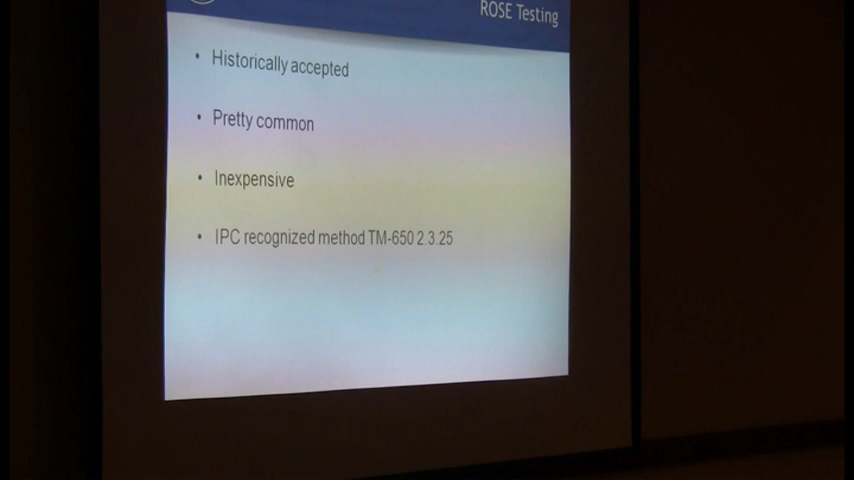 ROSE Testing
• Historically accepted
• Pretty common
• Inexpensive
• IPC recognized method TM-650 2.3.25